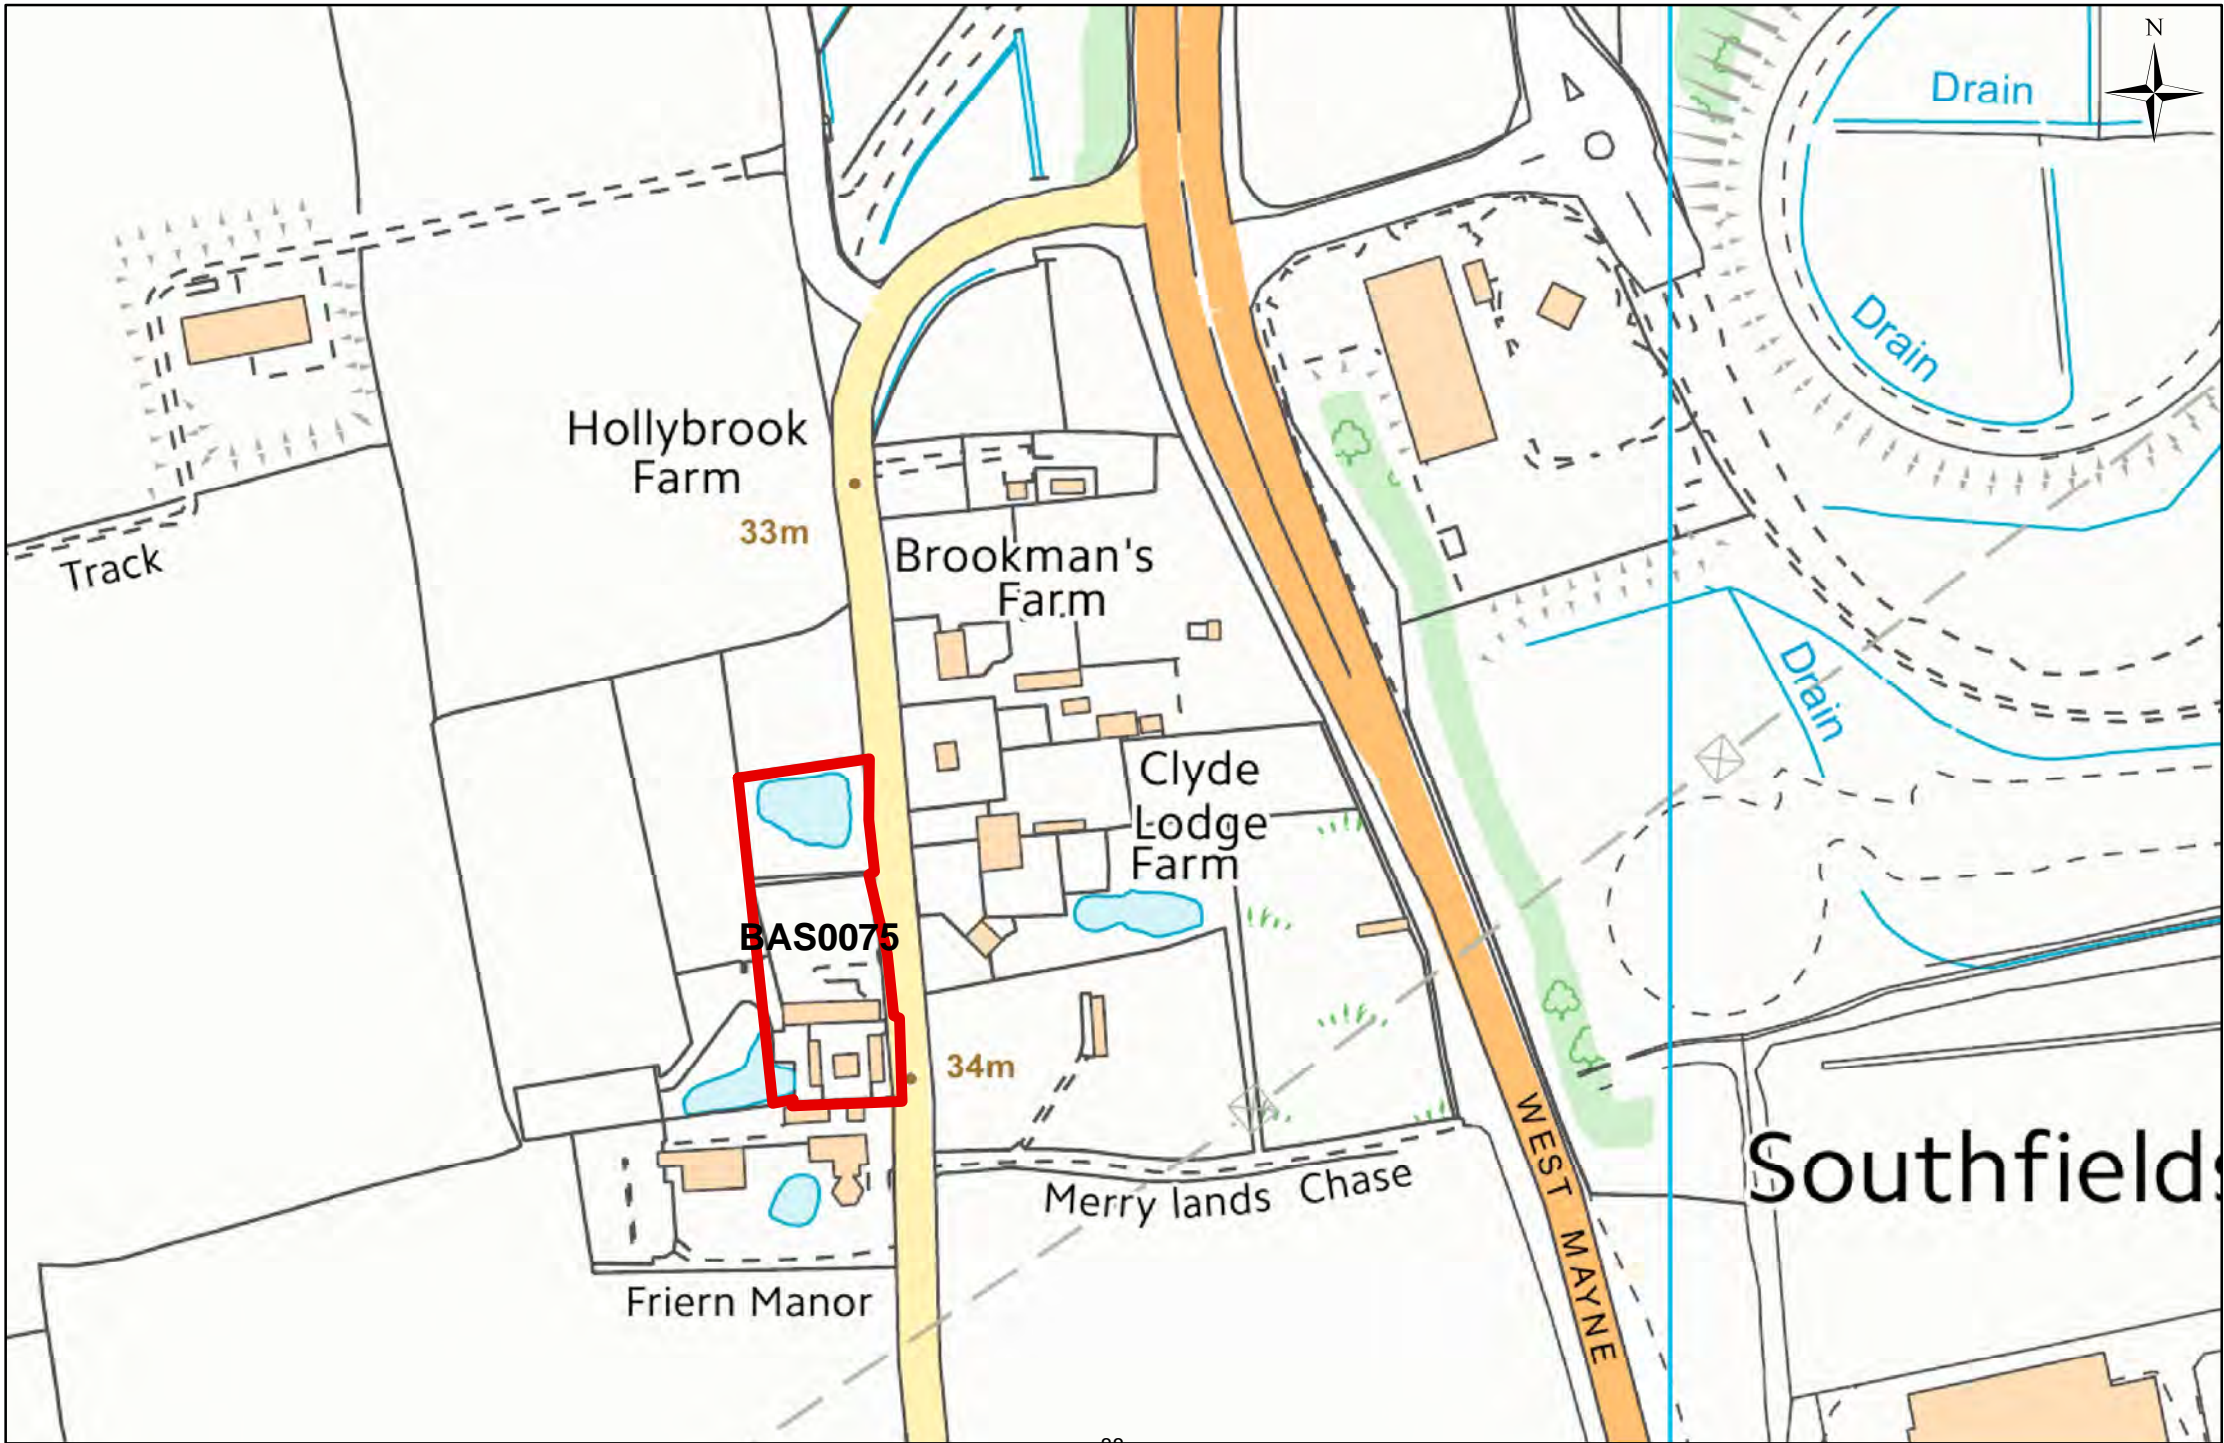 N
Drain
Drain
Hollybrook
Farm
33m
Track
Brookman's
Farm
Drain
Clyde
Lodge
Farm
BAS0075
34m
WEST MAYNE
Southfields
Merry lands Chase
Friern Manor